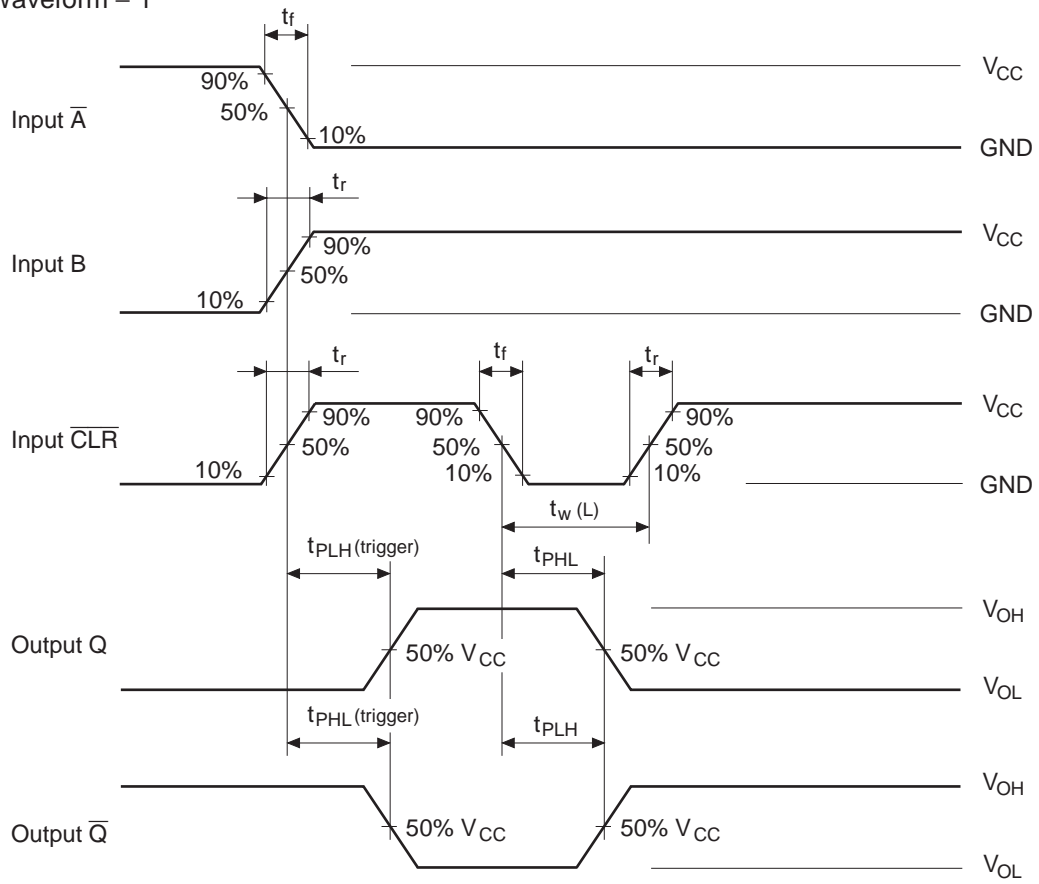 Waveform – 1
tf
90%
VCC
50%
Input A̅
10%
GND
tr
VCC
90%
Input B
50%
10%
GND
tr
tf
tr
VCC
90%
90%
90%
Input C̅L̅R̅
50%
50%
50%
10%
10%
10%
GND
tw (L)
tPLH (trigger)
tPHL
VOH
Output Q
50% VCC
50% VCC
VOL
tPHL (trigger)
tPLH
VOH
Output Q̅
50% VCC
50% VCC
VOL